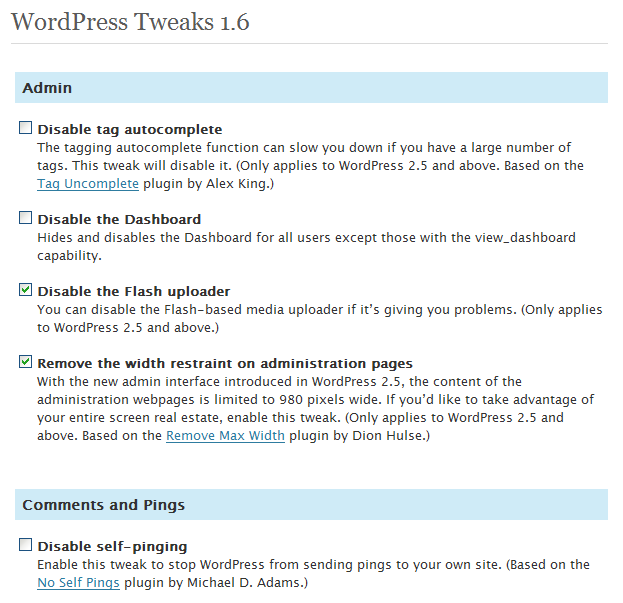 WordPress Tweaks 1.6
Admin
Disable tag autocomplete
The tagging autocomplete function can slow you down if you have a large number of
tags. This tweak will disable it. (Only applies to WordPress 2.5 and above. Based on the
Tag Uncomplete plugin by Alex King.)
Disable the Dashboard
Hides and disables the Dashboard for all users except those with the view_dashboard
capability.
Disable the Flash uploader
You can disable the Flash-based media uploader if it’s giving you problems. (Only applies
to WordPress 2.5 and above.)
Remove the width restraint on administration pages
With the new admin interface introduced in WordPress 2.5, the content of the
administration webpages is limited to 980 pixels wide. If you’d like to take advantage of
your entire screen real estate, enable this tweak. (Only applies to WordPress 2.5 and
above. Based on the Remove Max Width plugin by Dion Hulse.)
Comments and Pings
Disable self-pinging
Enable this tweak to stop WordPress from sending pings to your own site. (Based on the
No Self Pings plugin by Michael D. Adams.)